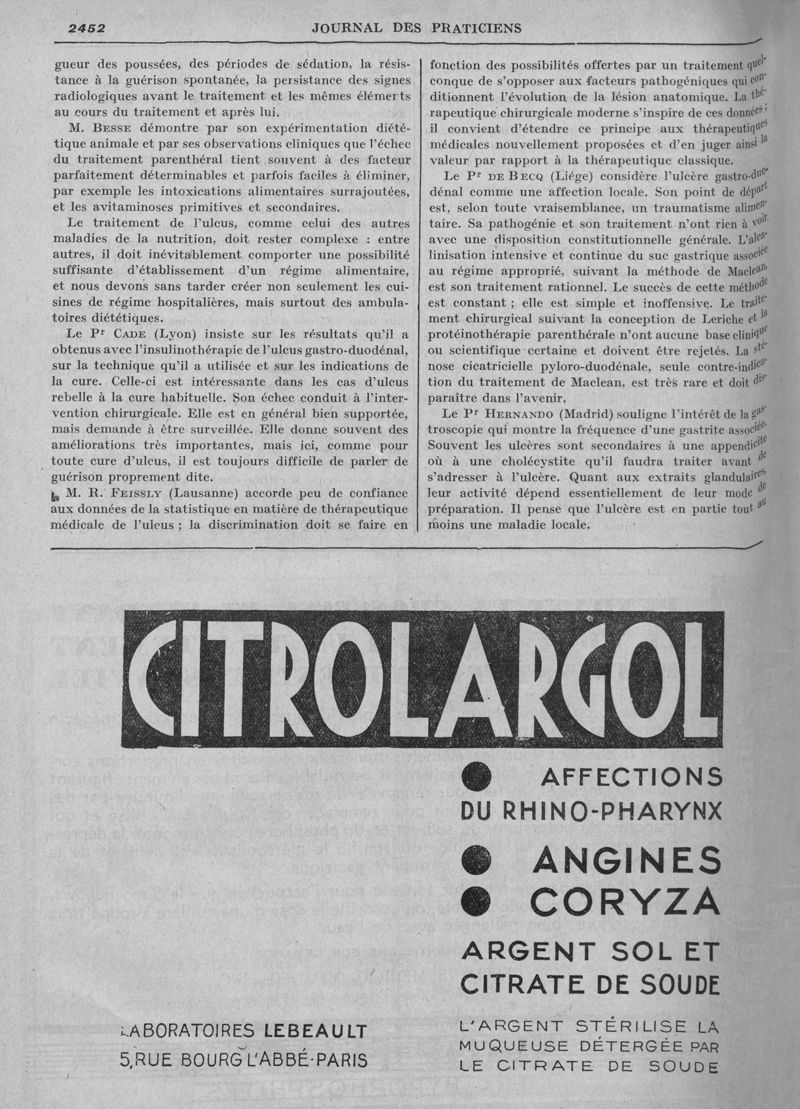 2452 JOURNAL DES PRATICIENS
gueur des poussées, des périodes de sédation, la résis-
tance à la guérison spontanée, la persistance des signes
radiologiques avant le traitement et les mêmes éléments
au cours du traitement et après lui.
M. BESSE démontre par son expérimentation diété-
tique animale et par ses observations cliniques que l'échec
du traitement parenthéral tient souvent à des facteur
parfaitement déterminables et parfois faciles à éliminer,
par exemple les intoxications alimentaires surrajoutées,
et les avitaminoses primitives et secondaires.
Le traitement de l'ulcus, comme celui des autres
maladies de la nutrition, doit rester complexe : entre
autres, il doit inévitablement comporter une possibilité
suffisante d'établissement d'un régime alimentaire,
et nous devons sans tarder créer non seulement les cui-
sines de régime hospitalières, mais surtout des ambula-
toires diététiques.
Le Pr CADE (Lyon) insiste sur les résultats qu'il a
obtenus avec l'insulinothérapie de l'ulcus gastro-duodénal,
sur la technique qu'il a utilisée et sur les indications de
la cure. Celle-ci est intéressante dans les cas d'ulcus
rebelle à la cure habituelle. Son échec conduit à l'inter-
vention chirurgicale. Elle est en général bien supportée,
mais demande à être surveillée. Elle donne souvent des
améliorations très importantes, mais ici, comme pour
toute cure d'ulcus, il est toujours difficile de parler de
guérison proprement dite.
M. R. FEISSLY (Lausanne) accorde peu de confiance
aux données de la statistique en matière de thérapeutique
médicale de l'ulcus ; la discrimination doit se faire en
fonction des possibilités offertes par un traitement quel-
conque de s'opposer aux facteurs pathogéniques qui con-
ditionnent l'évolution de la lésion anatomique. La thé-
rapeutique chirurgicale moderne s'inspire de ces données ;
il convient d'étendre ce principe aux thérapeutiques
médicales nouvellement proposées et d'en juger ainsi la
valeur par rapport à la thérapeutique classique.
Le Pr DE BECQ (Liége) considère l'ulcère gastro-duo-
dénal comme une affection locale. Son point de départ
est, selon toute vraisemblance, un traumatisme alimen-
taire. Sa pathogénie et son traitement n'ont rien à voir
avec une disposition constitutionnelle générale. L'alca-
linisation intensive et continue du suc gastrique associée
au régime approprié, suivant la méthode de Maclean,
est son traitement rationnel. Le succès de cette méthode
est constant ; elle est simple et inoffensive. Le traite-
ment chirurgical suivant la conception de Leriche et la
protéinothérapie parenthérale n'ont aucune base clinique
ou scientifique certaine et doivent être rejetés. La sté-
nose cicatricielle pyloro-duodénale, seule contre-indica-
tion du traitement de Maclean, est très rare et doit dis-
paraître dans l'avenir.
Le Pr HERNANDO (Madrid) souligne l'intérêt de la gas-
troscopie qui montre la fréquence d'une gastrite associée.
Souvent les ulcères sont secondaires à une appendicite
où à une cholécystite qu'il faudra traiter avant de
s'adresser à l'ulcère. Quant aux extraits glandulaires,
leur activité dépend essentiellement de leur mode de
préparation. Il pense que l'ulcère est en partie tout au
moins une maladie locale.
CITROLARGOL
● AFFECTIONS
DU RHINO-PHARYNX
● ANGINES
● CORYZA
ARGENT SOL ET
CITRATE DE SOUDE
LABORATOIRES LEBEAULT
5, RUE BOURG L'ABBÉ-PARIS
L'ARGENT STÉRILISE LA
MUQUEUSE DÉTERGÉE PAR
LE CITRATE DE SOUDE